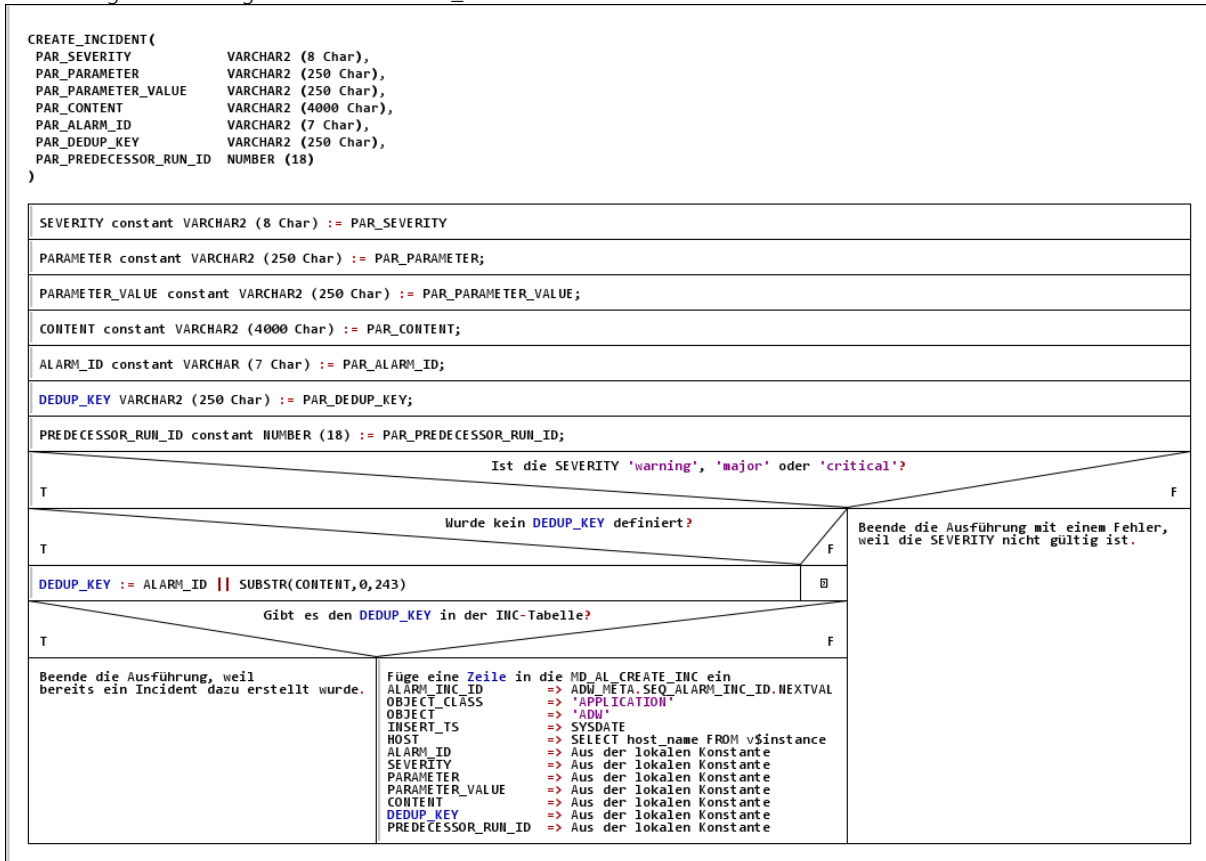 CREATE_INCIDENT(
PAR_SEVERITY VARCHAR2 (8 Char),
PAR_PARAMETER VARCHAR2 (250 Char),
PAR_PARAMETER_VALUE VARCHAR2 (250 Char),
PAR_CONTENT VARCHAR2 (4000 Char),
PAR_ALARM_ID VARCHAR2 (7 Char),
PAR_DEDUP_KEY VARCHAR2 (250 Char),
PAR_PREDECESSOR_RUN_ID NUMBER (18)
)
SEVERITY constant VARCHAR2 (8 Char) := PAR_SEVERITY
PARAMETER constant VARCHAR2 (250 Char) := PAR_PARAMETER;
PARAMETER_VALUE constant VARCHAR2 (250 Char) := PAR_PARAMETER_VALUE;
CONTENT constant VARCHAR2 (4000 Char) := PAR_CONTENT;
ALARM_ID constant VARCHAR (7 Char) := PAR_ALARM_ID;
DEDUP_KEY VARCHAR2 (250 Char) := PAR_DEDUP_KEY;
PREDECESSOR_RUN_ID constant NUMBER (18) := PAR_PREDECESSOR_RUN_ID;
Ist die SEVERITY 'warning', 'major' oder 'critical'?
T F
Wurde kein DEDUP_KEY definiert?
T F
Beende die Ausführung mit einem Fehler,
weil die SEVERITY nicht gültig ist.
DEDUP_KEY := ALARM_ID || SUBSTR(CONTENT,0,243)
Gibt es den DEDUP_KEY in der INC-Tabelle?
T F
Beende die Ausführung, weil
bereits ein Incident dazu erstellt wurde.
Füge eine Zeile in die MD_AL_CREATE_INC ein
ALARM_INC_ID => ADW_META.SEQ_ALARM_INC_ID.NEXTVAL
OBJECT_CLASS => 'APPLICATION'
OBJECT => 'ADW'
INSERT_TS => SYSDATE
HOST => SELECT host_name FROM v$instance
ALARM_ID => Aus der lokalen Konstante
SEVERITY => Aus der lokalen Konstante
PARAMETER => Aus der lokalen Konstante
PARAMETER_VALUE => Aus der lokalen Konstante
CONTENT => Aus der lokalen Konstante
DEDUP_KEY => Aus der lokalen Konstante
PREDECESSOR_RUN_ID => Aus der lokalen Konstante